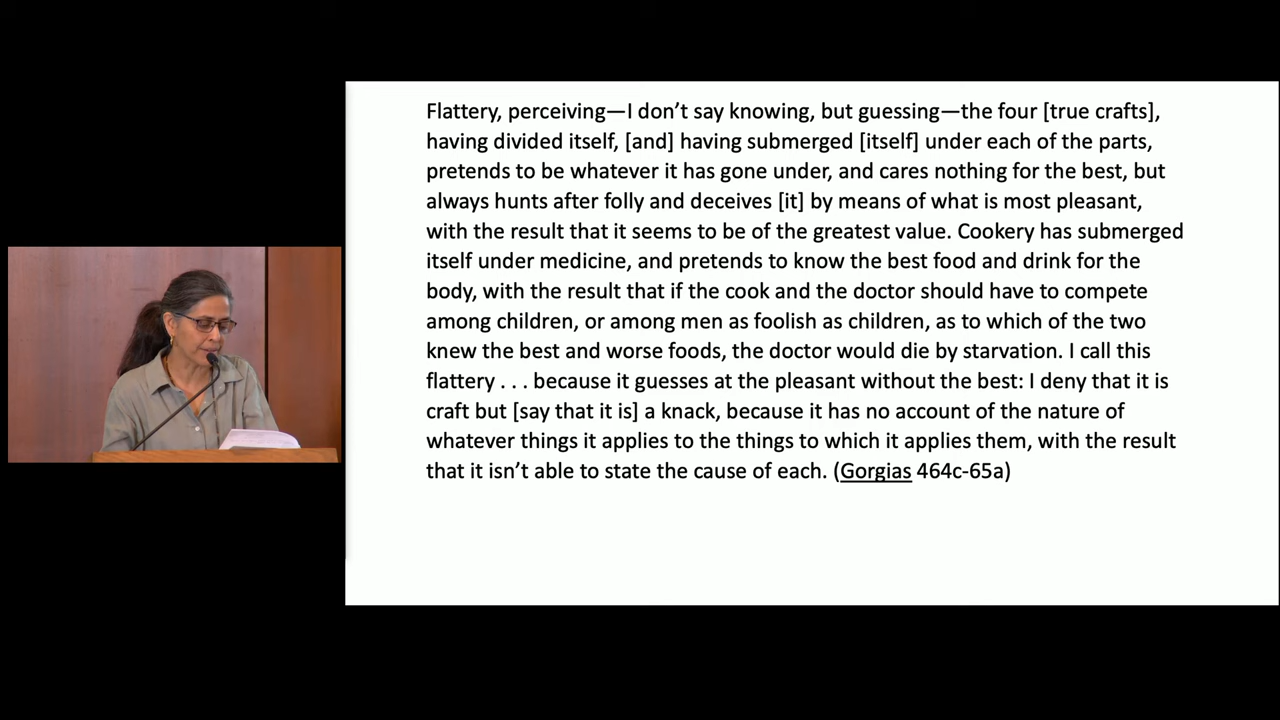 Flattery, perceiving—I don’t say knowing, but guessing—the four [true crafts],
having divided itself, [and] having submerged [itself] under each of the parts,
pretends to be whatever it has gone under, and cares nothing for the best, but
always hunts after folly and deceives [it] by means of what is most pleasant,
with the result that it seems to be of the greatest value. Cookery has submerged
itself under medicine, and pretends to know the best food and drink for the
body, with the result that if the cook and the doctor should have to compete
among children, or among men as foolish as children, as to which of the two
knew the best and worse foods, the doctor would die by starvation. I call this
flattery . . . because it guesses at the pleasant without the best: I deny that it is
craft but [say that it is] a knack, because it has no account of the nature of
whatever things it applies to the things to which it applies them, with the result
that it isn’t able to state the cause of each. (Gorgias 464c-65a)